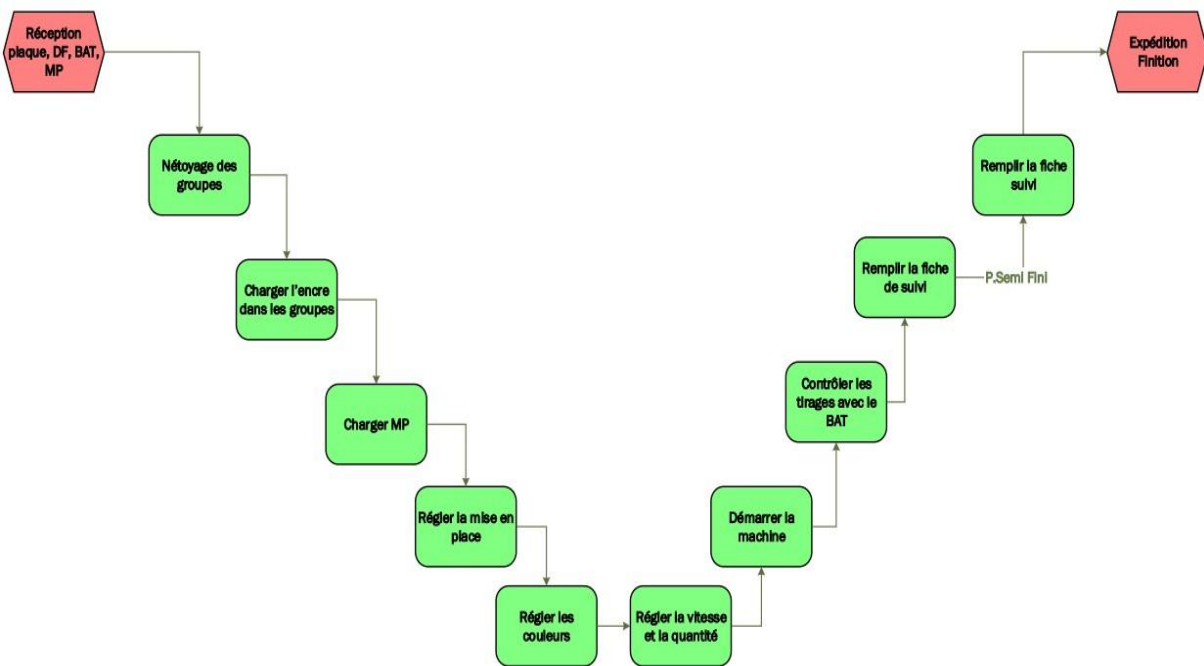 Réception
plaque, DF, BAT,
MP
Nétoyage des
groupes
Charger l'encre
dans les groupes
Charger MP
Régler la mise en
place
Régler les
couleurs
Régler la vitesse
et la quantité
Démarrer la
machine
Contrôler les
tirages avec le
BAT
Remplir la fiche
de suivi
P.Semi Fini
Remplir la fiche
suivi
Expédition
Finition